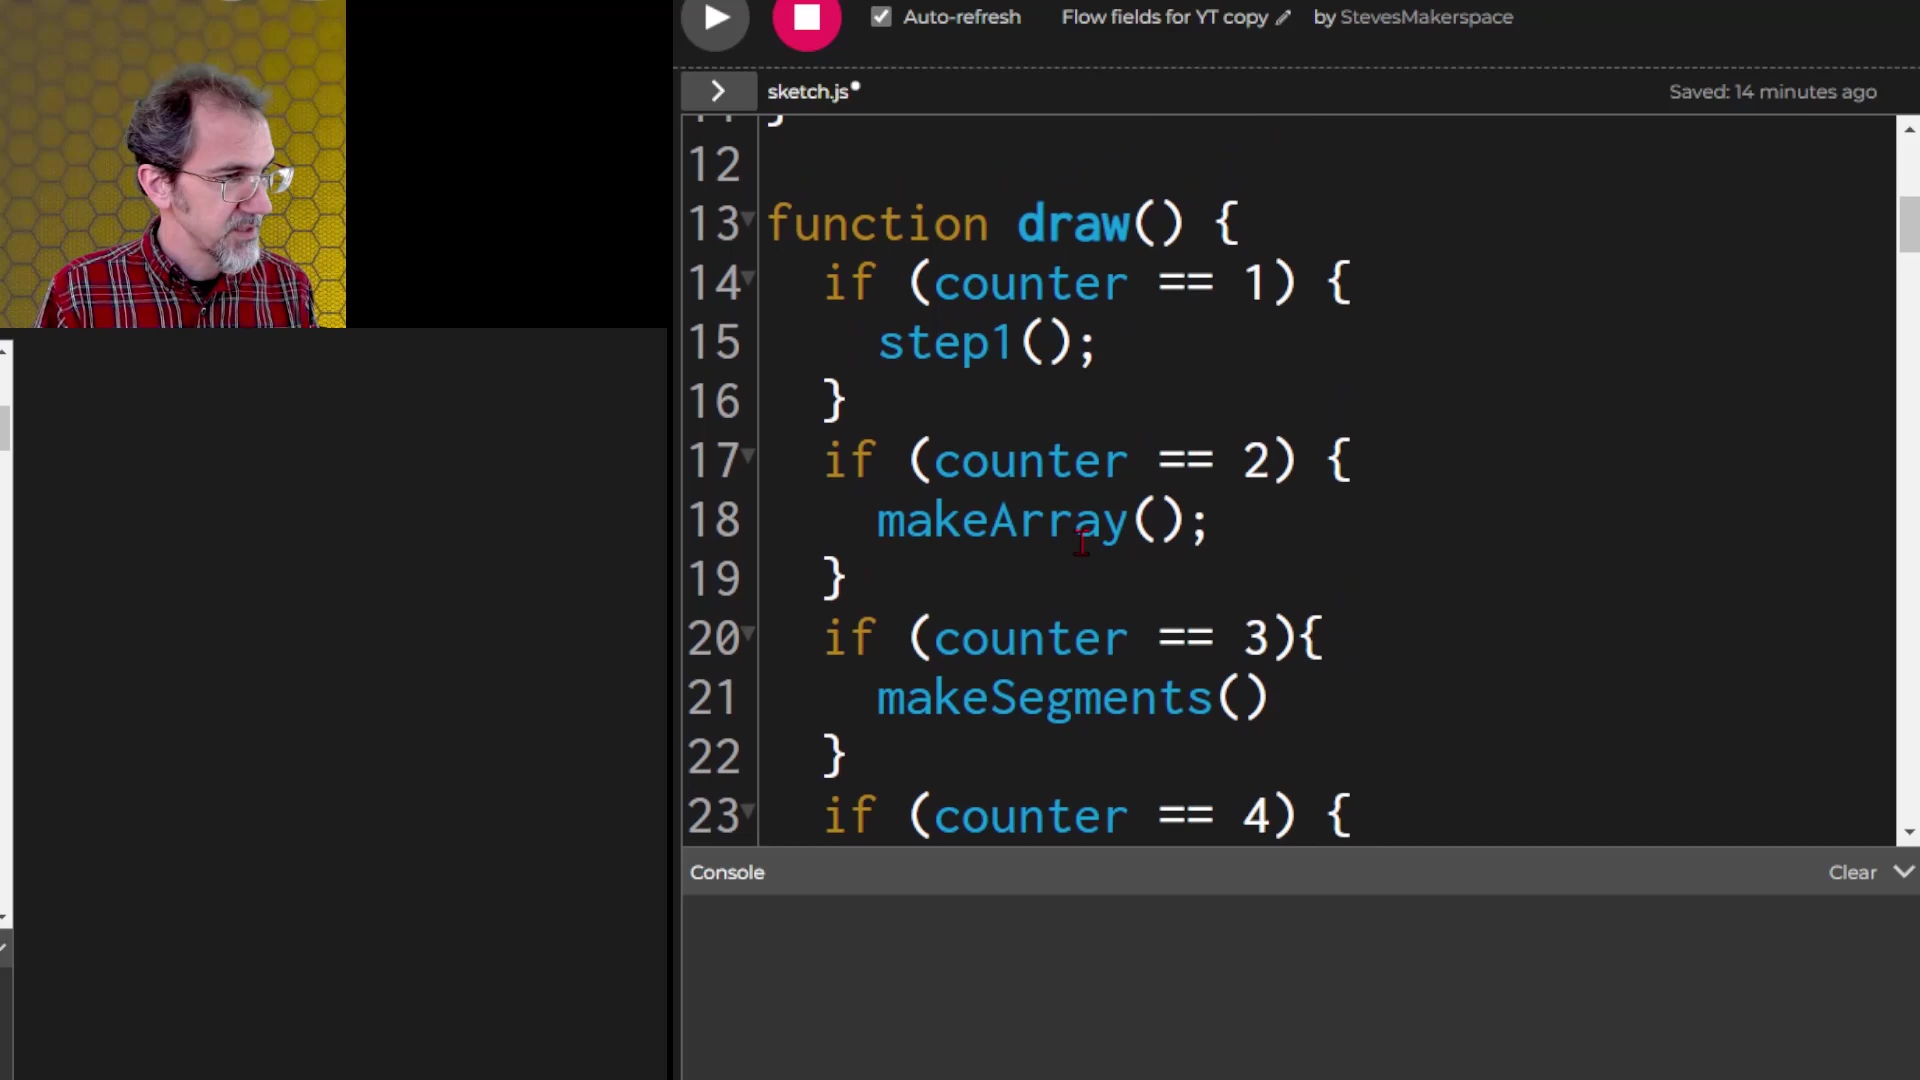 Auto-refresh Flow fields for YT copy by StevesMakerspace
sketch.js• Saved: 14 minutes ago
}
12
13 function draw() {
14 if (counter == 1) {
15 step1();
16 }
17 if (counter == 2) {
18 makeArray();
19 }
20 if (counter == 3){
21 makeSegments()
22 }
23 if (counter == 4) {
Console Clear